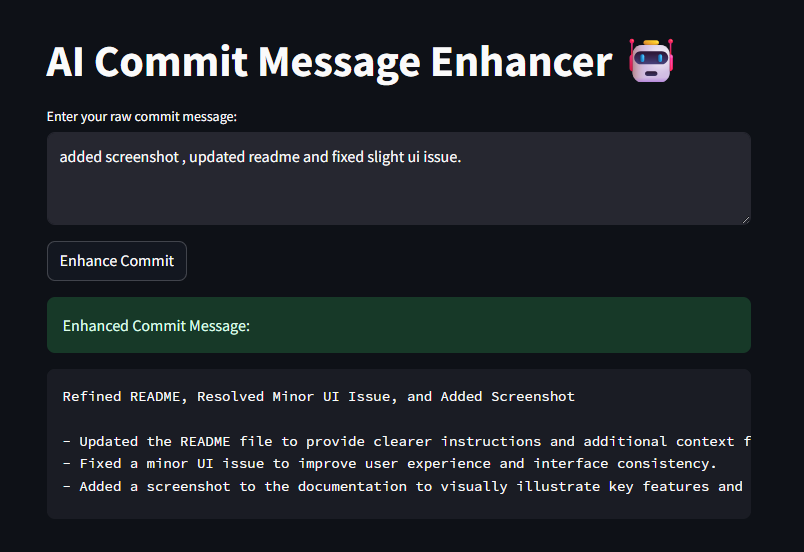 AI Commit Message Enhancer
Enter your raw commit message:
added screenshot , updated readme and fixed slight ui issue.
Enhance Commit
Enhanced Commit Message:
Refined README, Resolved Minor UI Issue, and Added Screenshot
- Updated the README file to provide clearer instructions and additional context f
- Fixed a minor UI issue to improve user experience and interface consistency.
- Added a screenshot to the documentation to visually illustrate key features and